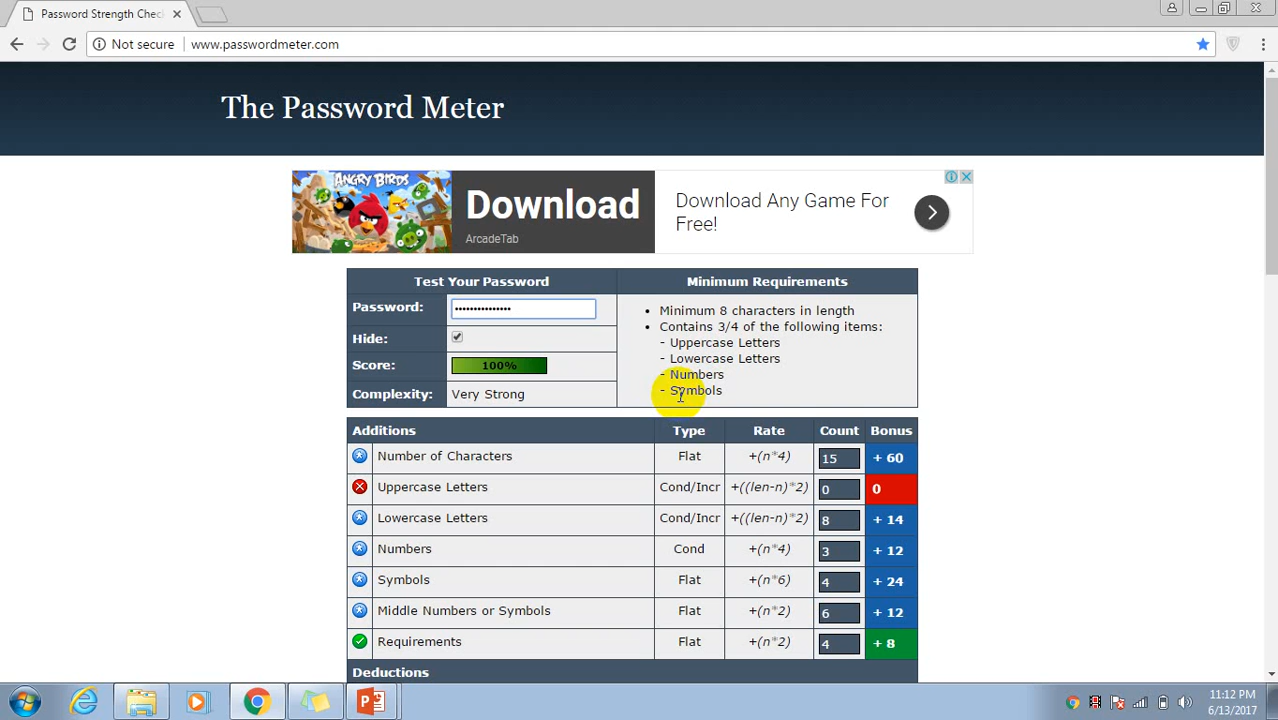 Password Strength Chec
Not secure www.passwordmeter.com
The Password Meter
ANGRY BIRDS
Download
ArcadeTab
Download Any Game For
Free!
Test Your Password Minimum Requirements
Password: •••••••••••••••
Hide:
Score: 100%
Complexity: Very Strong
• Minimum 8 characters in length
• Contains 3/4 of the following items:
- Uppercase Letters
- Lowercase Letters
- Numbers
- Symbols
Additions Type Rate Count Bonus
Number of Characters Flat +(n*4) 15 + 60
Uppercase Letters Cond/Incr +((len-n)*2) 0 0
Lowercase Letters Cond/Incr +((len-n)*2) 8 + 14
Numbers Cond +(n*4) 3 + 12
Symbols Flat +(n*6) 4 + 24
Middle Numbers or Symbols Flat +(n*2) 6 + 12
Requirements Flat +(n*2) 4 + 8
Deductions
11:12 PM
6/13/2017